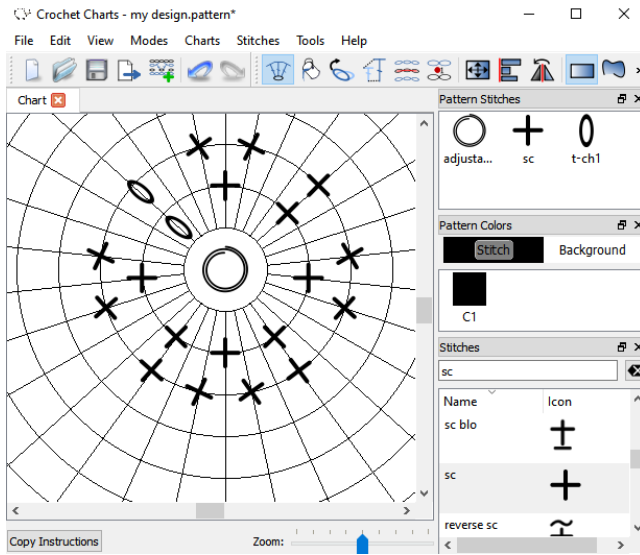 Crochet Charts - my design.pattern*
File Edit View Modes Charts Stitches Tools Help
Chart
Pattern Stitches
adjusta... sc t-ch1
Pattern Colors
Stitch Background
C1
Stitches
sc
Name Icon
sc blo
sc
reverse sc
Copy Instructions Zoom: